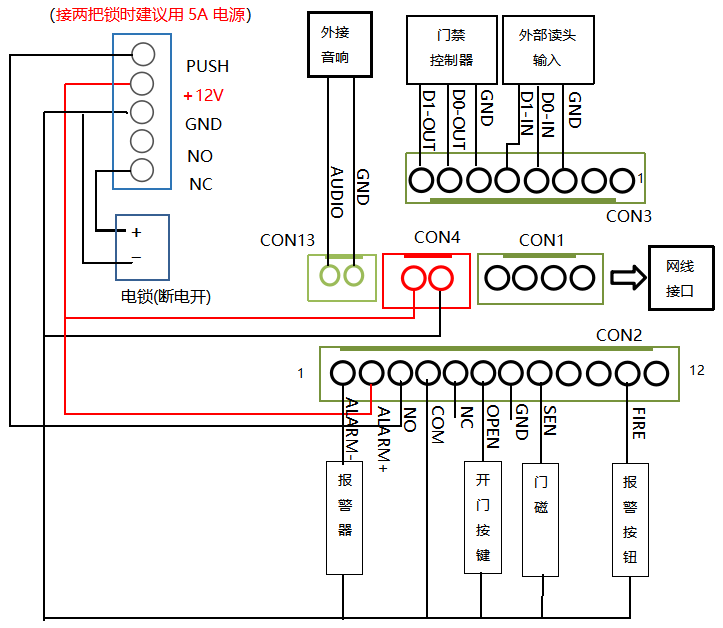 (接两把锁时建议用 5A 电源)
PUSH
+12V
GND
NO
NC
+
−
电锁(断电开)
外接
音响
AUDIO
GND
CON13
门禁
控制器
D1-OUT
D0-OUT
GND
外部读头
输入
D1-IN
D0-IN
GND
1
CON3
CON4
CON1
网线
接口
CON2
1
12
ALARM-
ALARM+
NO
COM
NC
OPEN
GND
SEN
FIRE
报警器
开门按键
门磁
报警按钮